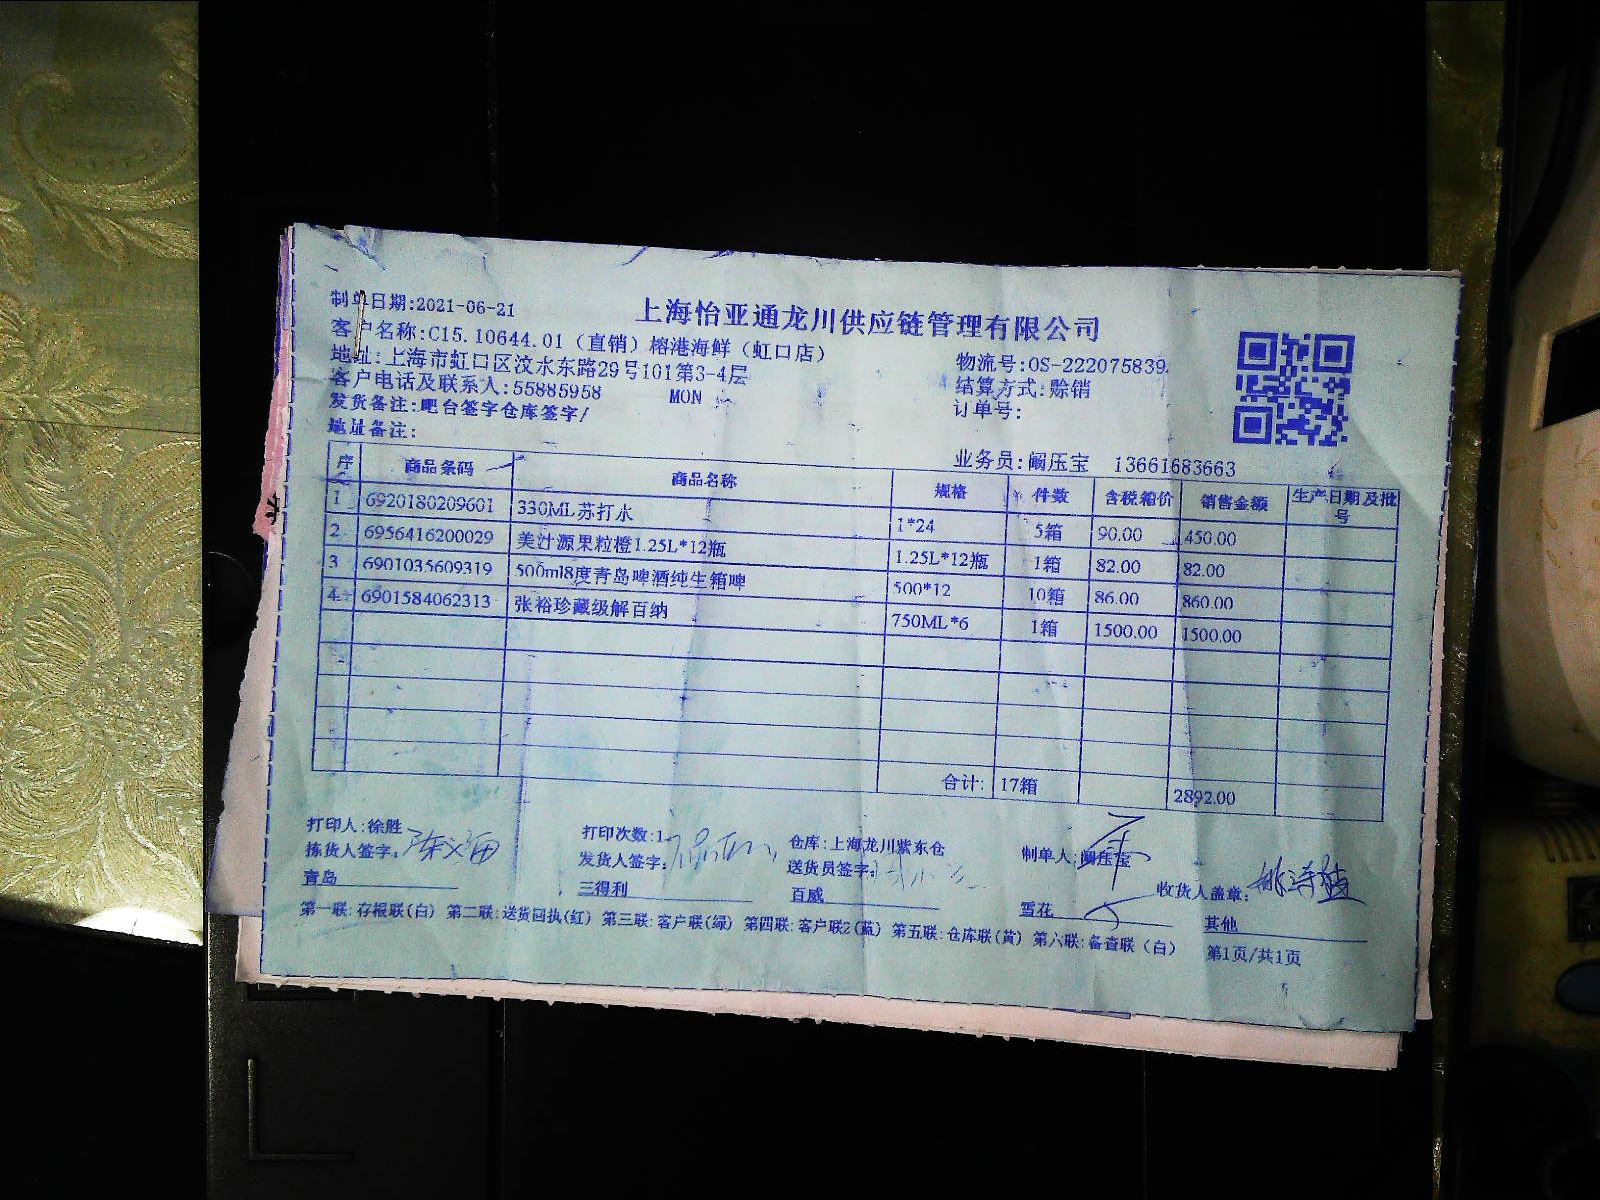 上海怡亚通龙川供应链管理有限公司
制单日期:2021-06-21
客户名称:C15.10644.01（直销）榕港海鲜（虹口店）
物流号:OS-222075839
地址:上海市虹口区汶水东路29号101第3-4层
结算方式:赊销
客户电话及联系人:55885958 MON
订单号:
发货备注:吧台签字仓库签字/
地址备注:
业务员:阚压宝 13661683663
序 商品条码 商品名称 规格 件数 含税箱价 销售金额 生产日期及批号
1 6920180209601 330ML苏打水 1*24 5箱 90.00 450.00
2 6956416200029 美汁源果粒橙1.25L*12瓶 1.25L*12瓶 1箱 82.00 82.00
3 6901035609319 500ml8度青岛啤酒纯生箱啤 500*12 10箱 86.00 860.00
4 6901584062313 张裕珍藏级解百纳 750ML*6 1箱 1500.00 1500.00
合计: 17箱 2892.00
打印人:徐胜 打印次数:1 仓库:上海龙川紫东仓 制单人:阚压宝
拣货人签字: 发货人签字: 送货员签字: 收货人盖章:
青岛 三得利 百威 雪花 其他
第一联:存根联(白) 第二联:送货回执(红) 第三联:客户联(绿) 第四联:客户联2(蓝) 第五联:仓库联(黄) 第六联:备查联（白） 第1页/共1页